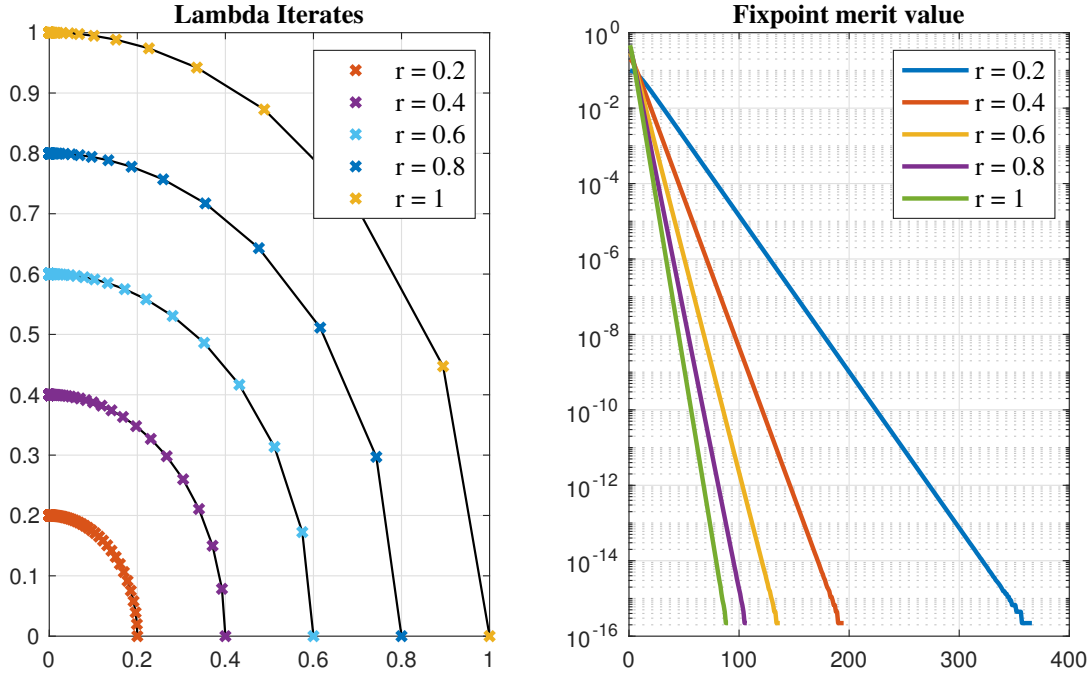 Lambda Iterates
1
0.9
0.8
0.7
0.6
0.5
0.4
0.3
0.2
0.1
0
0
0.2
0.4
0.6
0.8
1
r = 0.2
r = 0.4
r = 0.6
r = 0.8
r = 1
Fixpoint merit value
10^0
10^-2
10^-4
10^-6
10^-8
10^-10
10^-12
10^-14
10^-16
0
100
200
300
400
r = 0.2
r = 0.4
r = 0.6
r = 0.8
r = 1